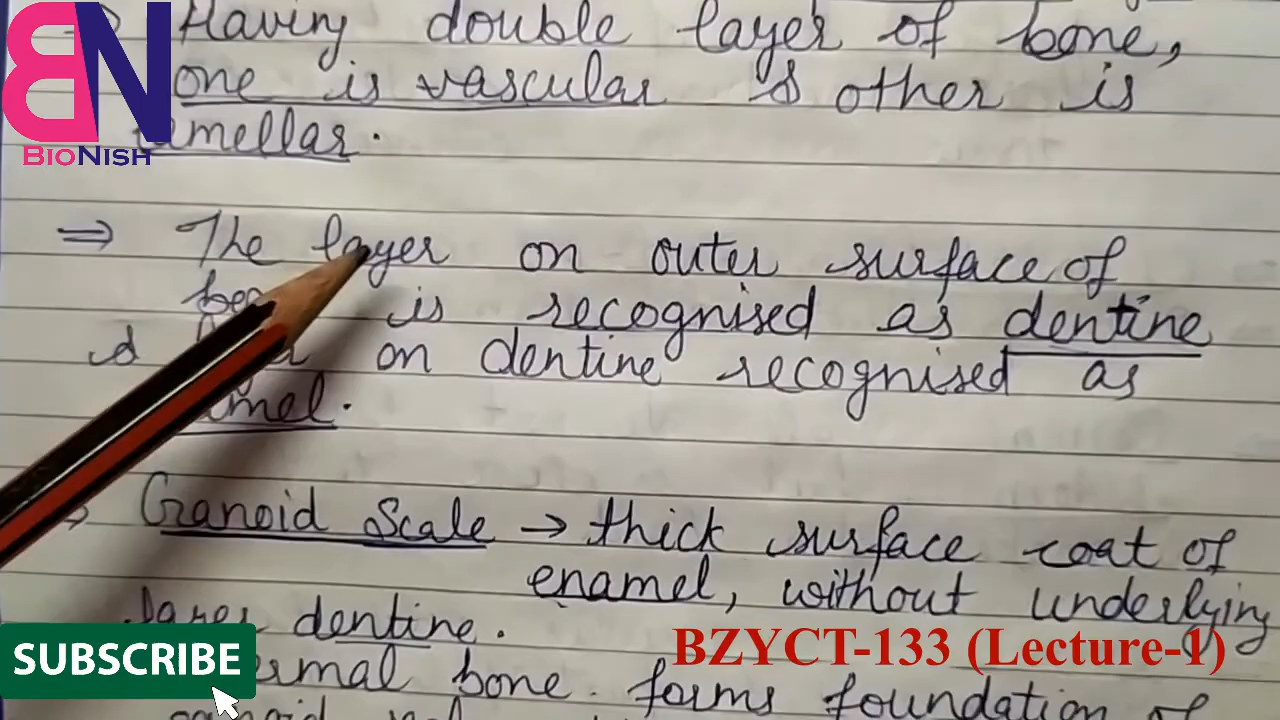 Having double layer of bone,
one is vascular & other is
lamellar.
BN
BIONISH
⇒ The layer on outer surface of
is recognised as dentine
& on dentine recognised as
Ganoid Scale → thick surface coat of
enamel, without underlying
layer dentine.
SUBSCRIBE
BZYCT-133 (Lecture-1)
bone forms foundation of